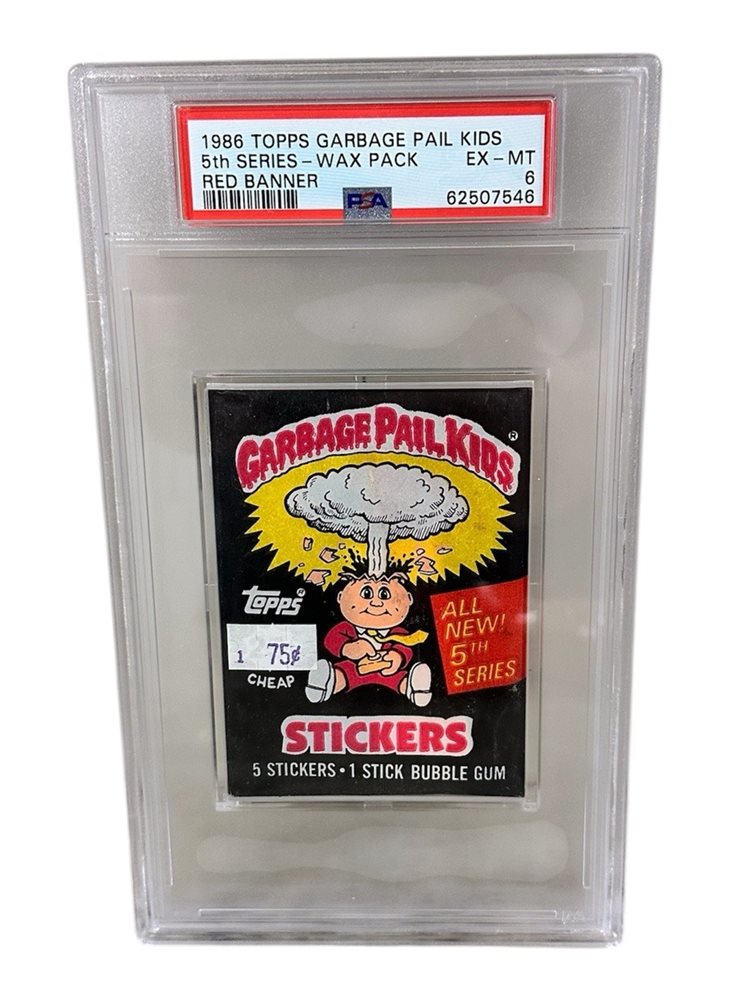 1986 TOPPS GARBAGE PAIL KIDS
5th SERIES – WAX PACK EX – MT
RED BANNER 6
PSA 62507546
GARBAGE PAIL KIDS®
topps®
1 75¢
CHEAP
ALL
NEW!
5TH
SERIES
STICKERS
5 STICKERS • 1 STICK BUBBLE GUM